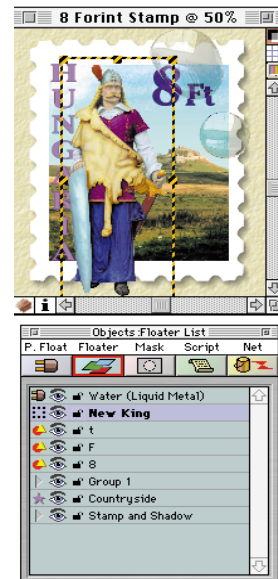 8 Forint Stamp @ 50%
HUNGARIA
8 Ft
i
Objects:Floater List
P. Float Floater Mask Script Net
Water (Liquid Metal)
New King
t
F
8
Group 1
Countryside
Stamp and Shadow